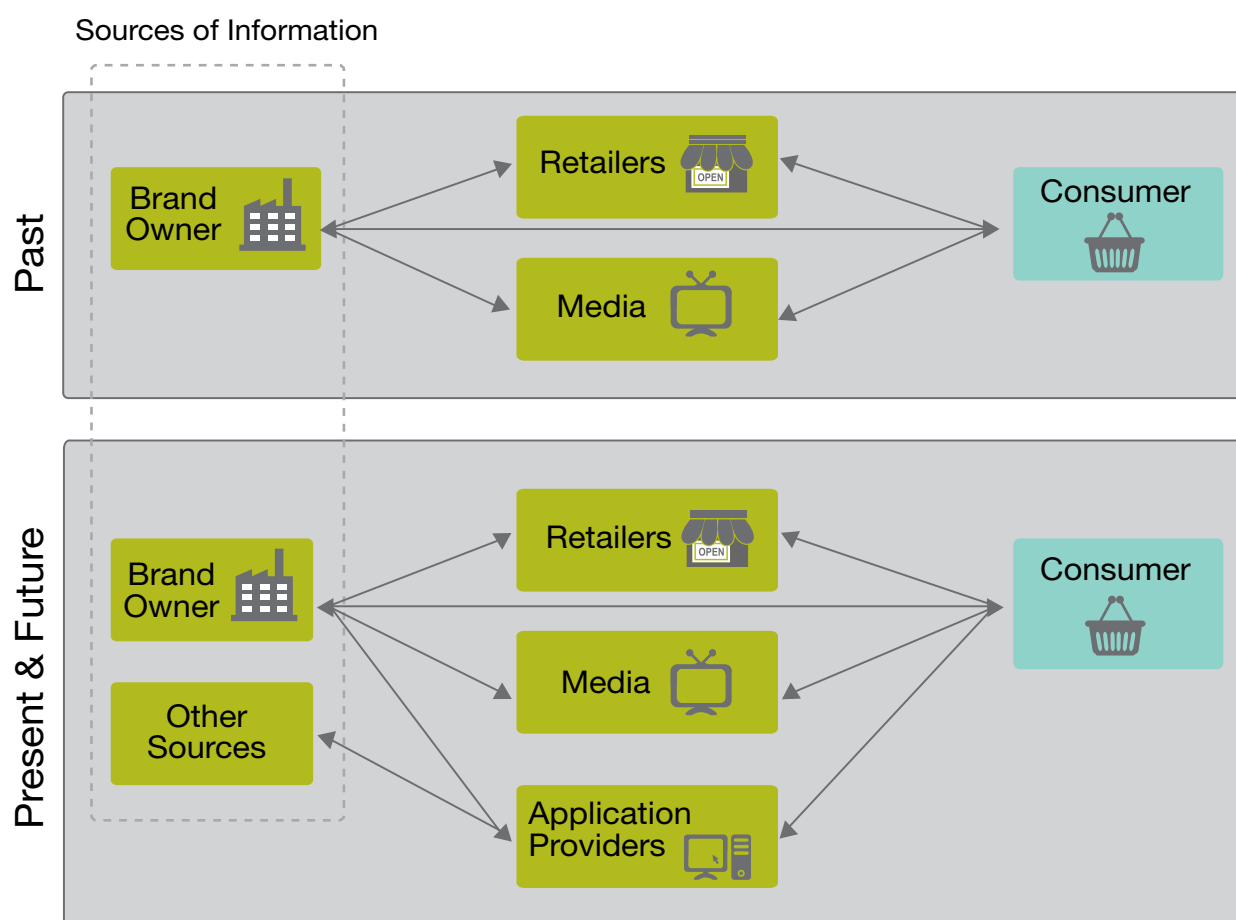 Sources of Information
Past
Brand
Owner
Retailers
OPEN
Media
Consumer
Present & Future
Brand
Owner
Other
Sources
Retailers
OPEN
Media
Application
Providers
Consumer